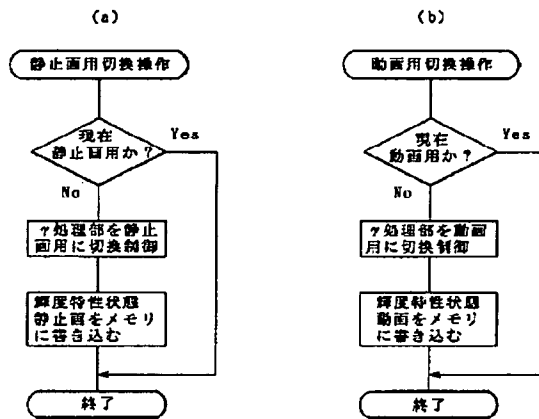 (a)
静止画用切換操作
現在
静止画用か？
Yes
No
γ処理部を静止
画用に切換制御
輝度特性状態
静止画をメモリ
に書き込む
終了
(b)
動画用切換操作
現在
動画用か？
Yes
No
γ処理部を動画
用に切換制御
輝度特性状態
動画をメモリ
に書き込む
終了